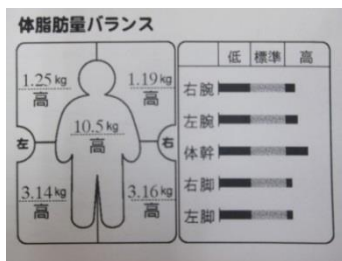 体脂肪量バランス
1.25kg
高
1.19kg
高
10.5kg
高
左
右
3.14kg
高
3.16kg
高
低 標準 高
右腕
左腕
体幹
右脚
左脚